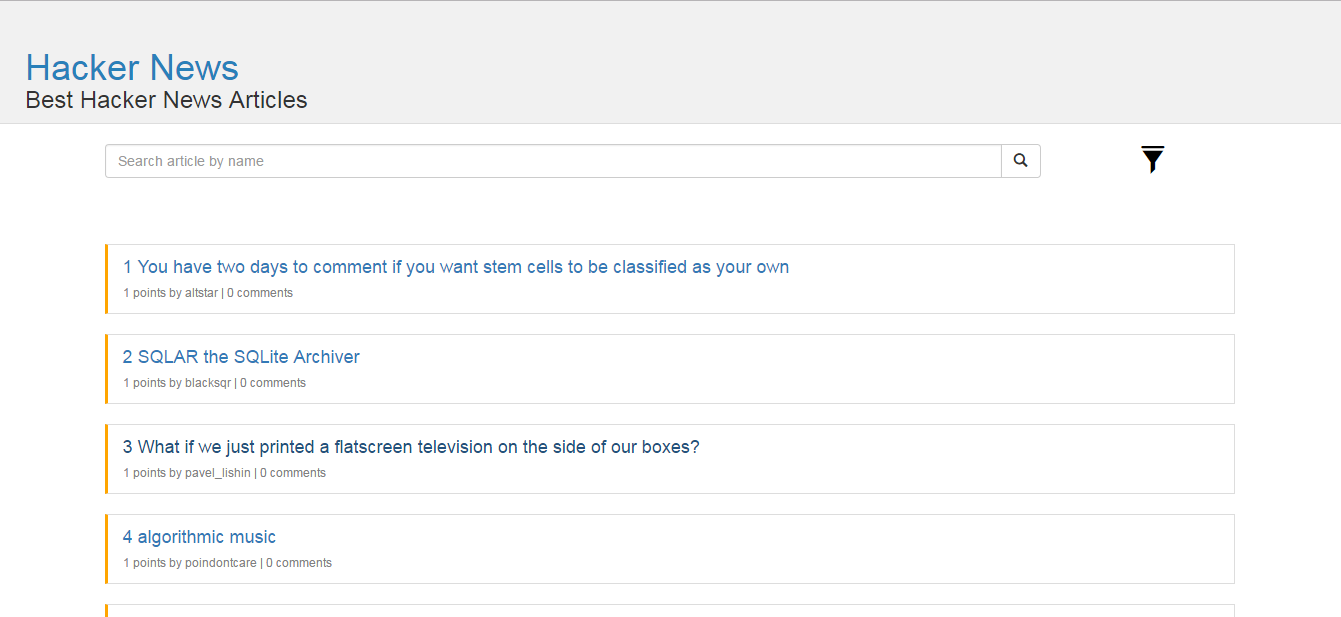 Hacker News
Best Hacker News Articles
Search article by name
1 You have two days to comment if you want stem cells to be classified as your own
1 points by altstar | 0 comments
2 SQLAR the SQLite Archiver
1 points by blacksqr | 0 comments
3 What if we just printed a flatscreen television on the side of our boxes?
1 points by pavel_lishin | 0 comments
4 algorithmic music
1 points by poindontcare | 0 comments